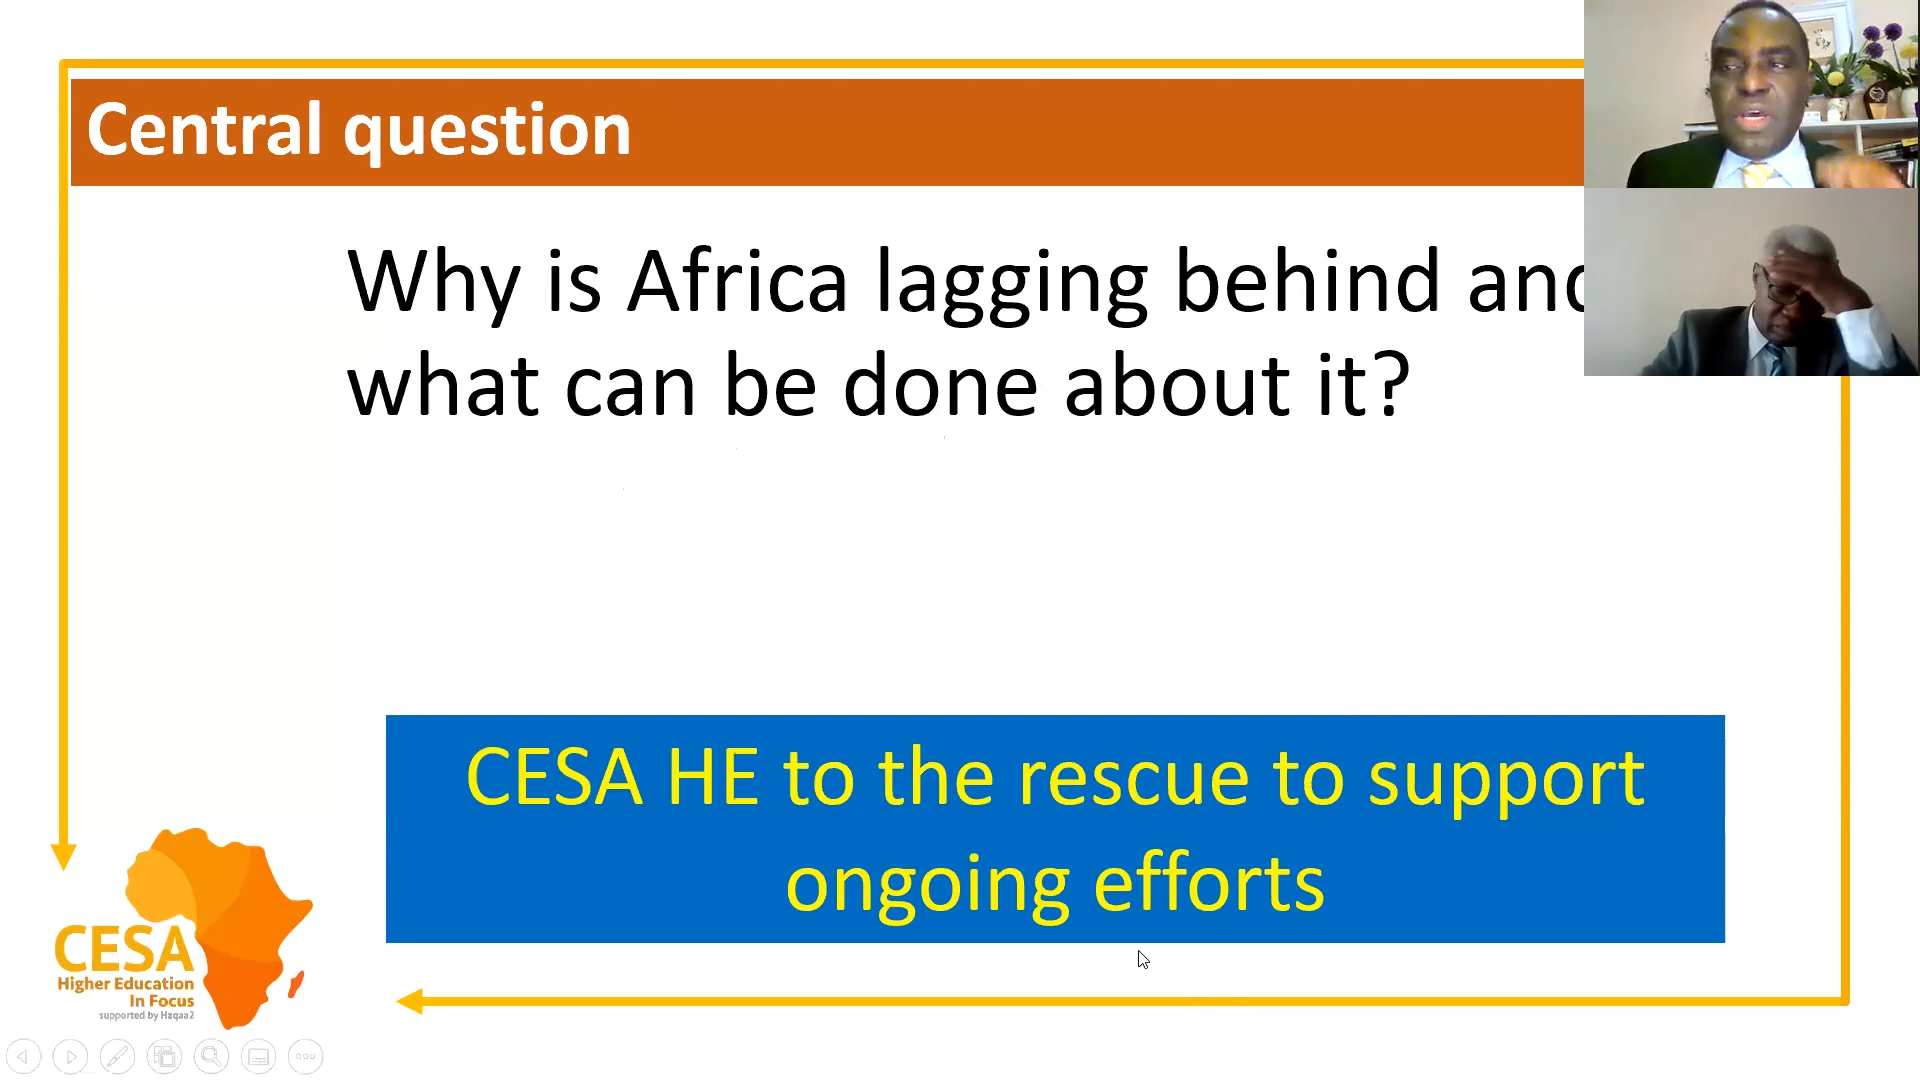 Central question
Why is Africa lagging behind and
what can be done about it?
CESA HE to the rescue to support
ongoing efforts
CESA
Higher Education
In Focus
supported by Haqaa2